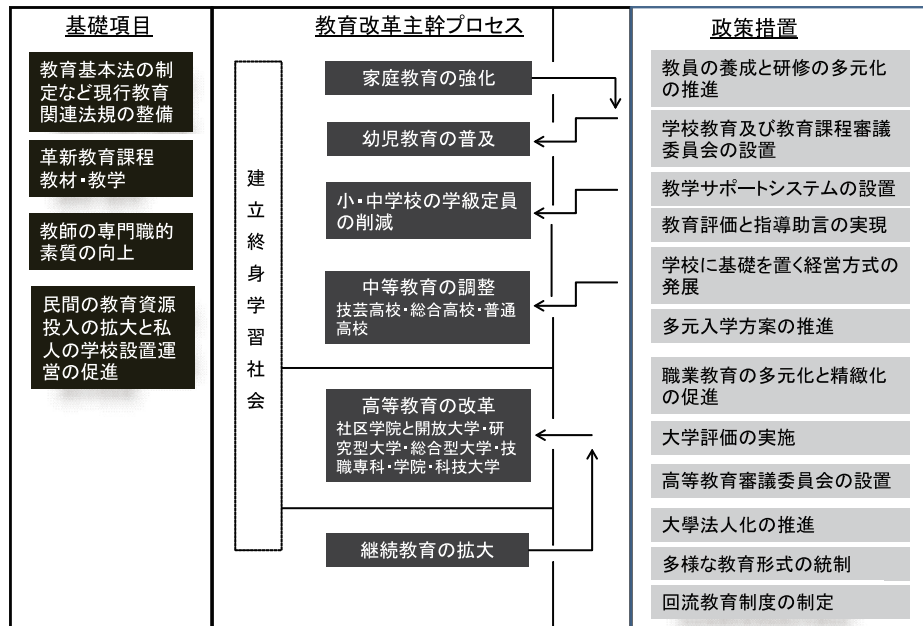 基礎項目
教育基本法の制
定など現行教育
関連法規の整備
革新教育課程
教材・教学
教師の専門職的
素質の向上
民間の教育資源
投入の拡大と私
人の学校設置運
営の促進
教育改革主幹プロセス
建立終身学習社会
家庭教育の強化
幼児教育の普及
小・中学校の学級定員
の削減
中等教育の調整
技芸高校・総合高校・普通
高校
高等教育の改革
社区学院と開放大学・研
究型大学・総合型大学・技
職専科・学院・科技大学
継続教育の拡大
政策措置
教員の養成と研修の多元化
の推進
学校教育及び教育課程審議
委員会の設置
教学サポートシステムの設置
教育評価と指導助言の実現
学校に基礎を置く経営方式の
発展
多元入学方案の推進
職業教育の多元化と精緻化
の促進
大学評価の実施
高等教育審議委員会の設置
大學法人化の推進
多様な教育形式の統制
回流教育制度の制定